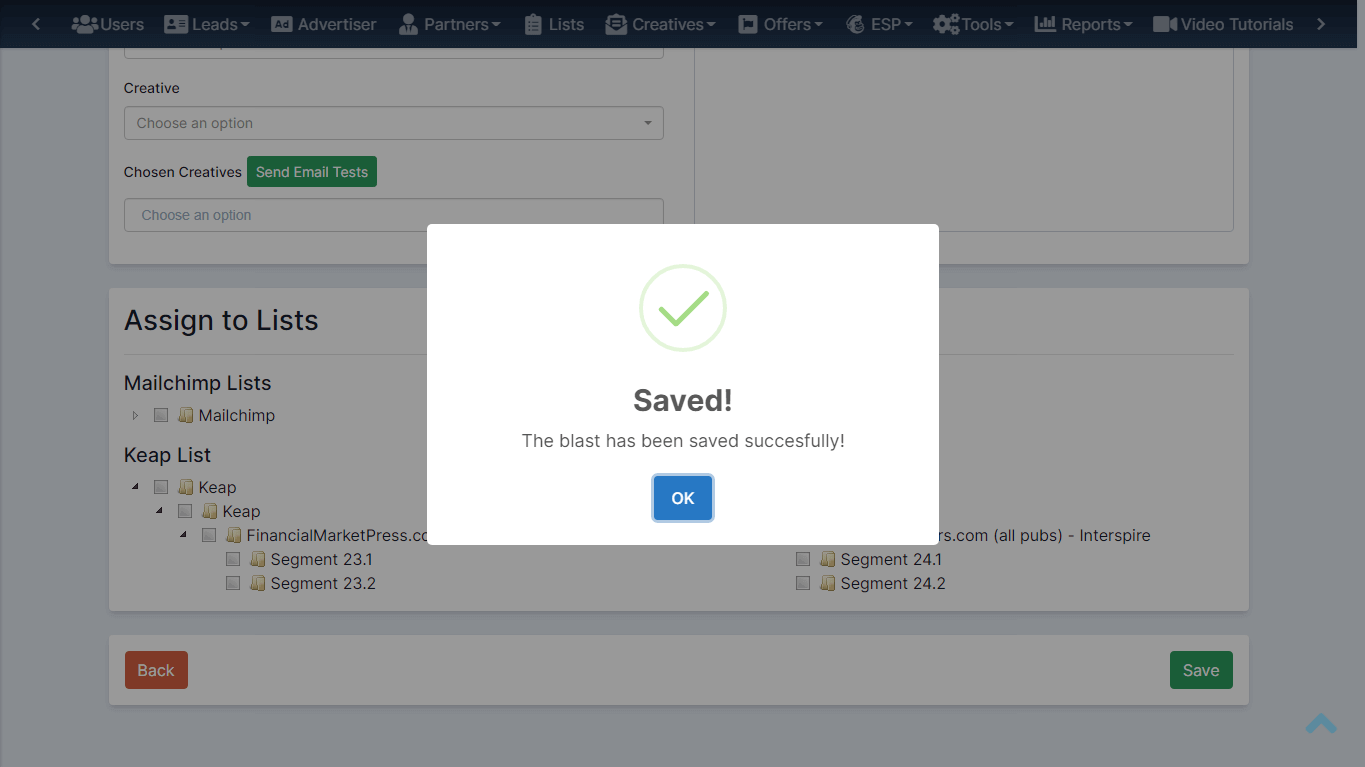 Users Leads Advertiser Partners Lists Creatives Offers ESP Tools Reports Video Tutorials
Creative
Choose an option
Chosen Creatives Send Email Tests
Choose an option
Saved!
The blast has been saved succesfully!
OK
Assign to Lists
Mailchimp Lists
Mailchimp
Keap List
Keap
Keap
FinancialMarketPress.co
rs.com (all pubs) - Interspire
Segment 23.1
Segment 24.1
Segment 23.2
Segment 24.2
Back
Save